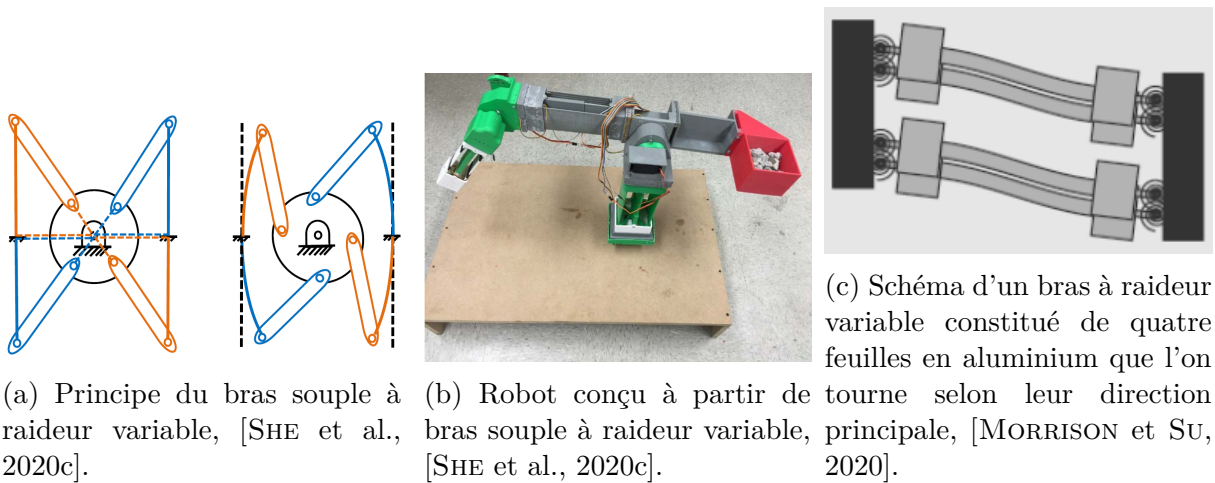 (a) Principe du bras souple à
raideur variable, [SHE et al.,
2020c].
(b) Robot conçu à partir de
bras souple à raideur variable,
[SHE et al., 2020c].
(c) Schéma d'un bras à raideur
variable constitué de quatre
feuilles en aluminium que l'on
tourne selon leur direction
principale, [MORRISON et SU,
2020].